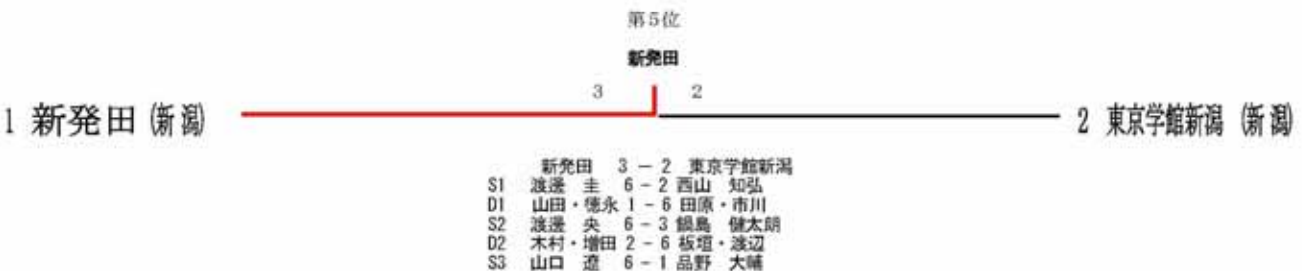 第5位
新発田
3 2
1 新発田 (新潟) 2 東京学館新潟 (新潟)
新発田 3 - 2 東京学館新潟
S1 渡邊 圭 6 - 2 西山 知弘
D1 山田・徳永 1 - 6 田原・市川
S2 渡邊 央 6 - 3 鍋島 健太朗
D2 木村・増田 2 - 6 板垣・渡辺
S3 山口 遼 6 - 1 品野 大輔